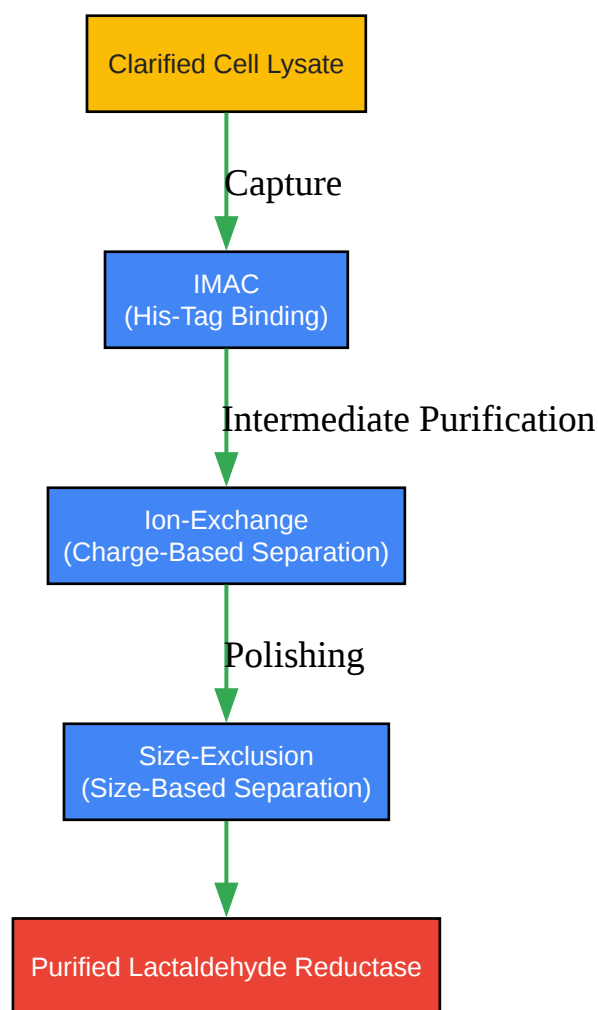 Clarified Cell Lysate
Capture
IMAC
(His-Tag Binding)
Intermediate Purification
Ion-Exchange
(Charge-Based Separation)
Polishing
Size-Exclusion
(Size-Based Separation)
Purified Lactaldehyde Reductase